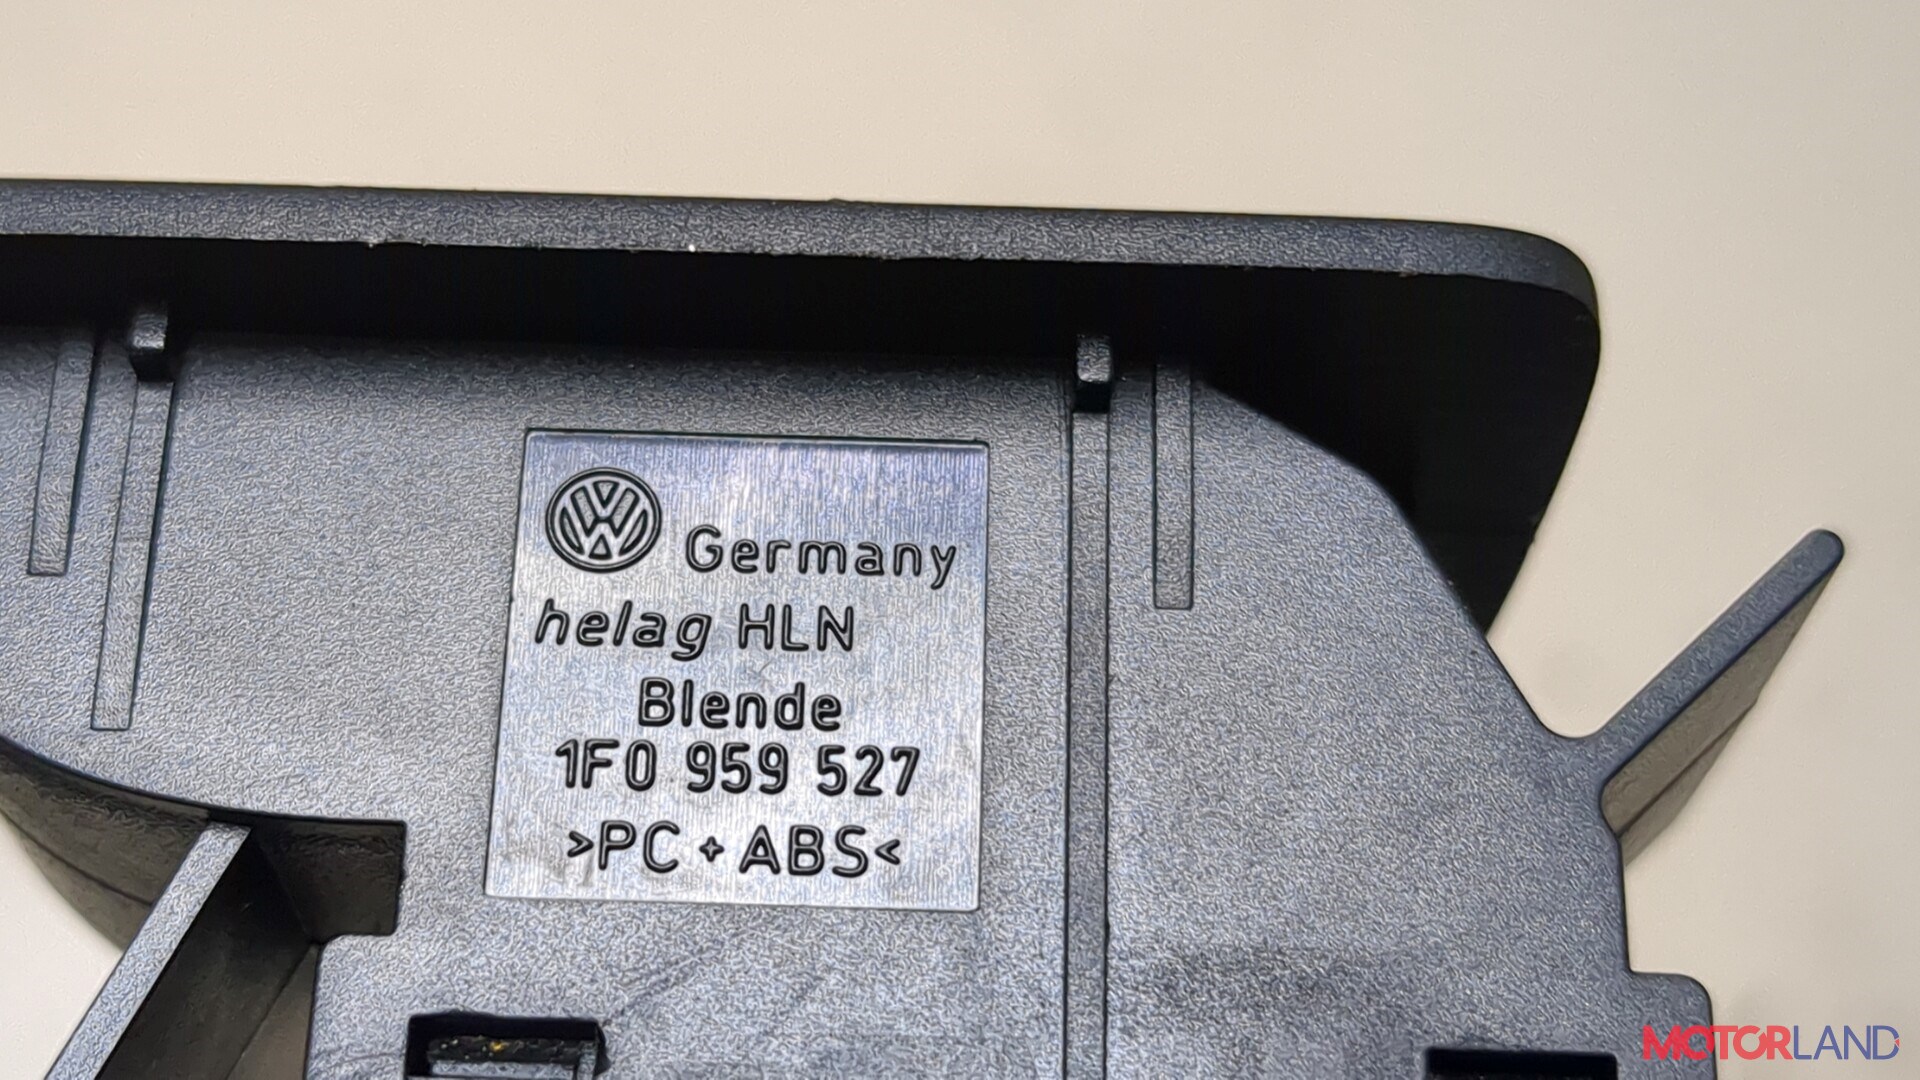 Germany
helag HLN
Blende
1F0 959 527
>PC + ABS<
MOTORLAND